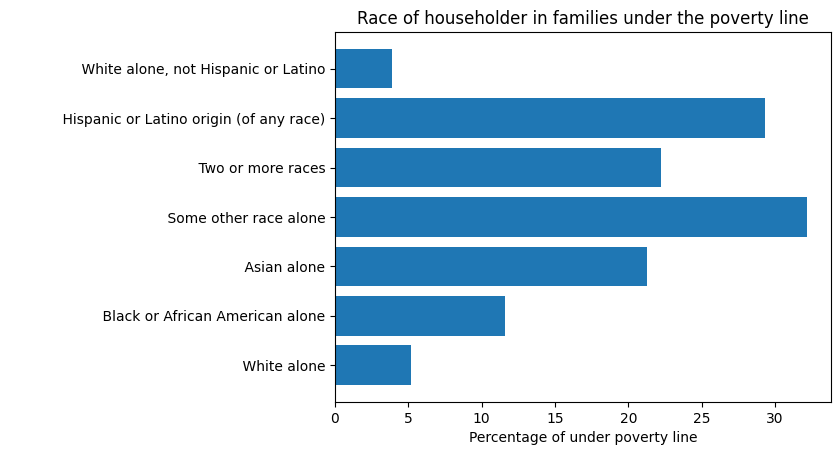 Race of householder in families under the poverty line
White alone, not Hispanic or Latino
Hispanic or Latino origin (of any race)
Two or more races
Some other race alone
Asian alone
Black or African American alone
White alone
0 5 10 15 20 25 30
Percentage of under poverty line